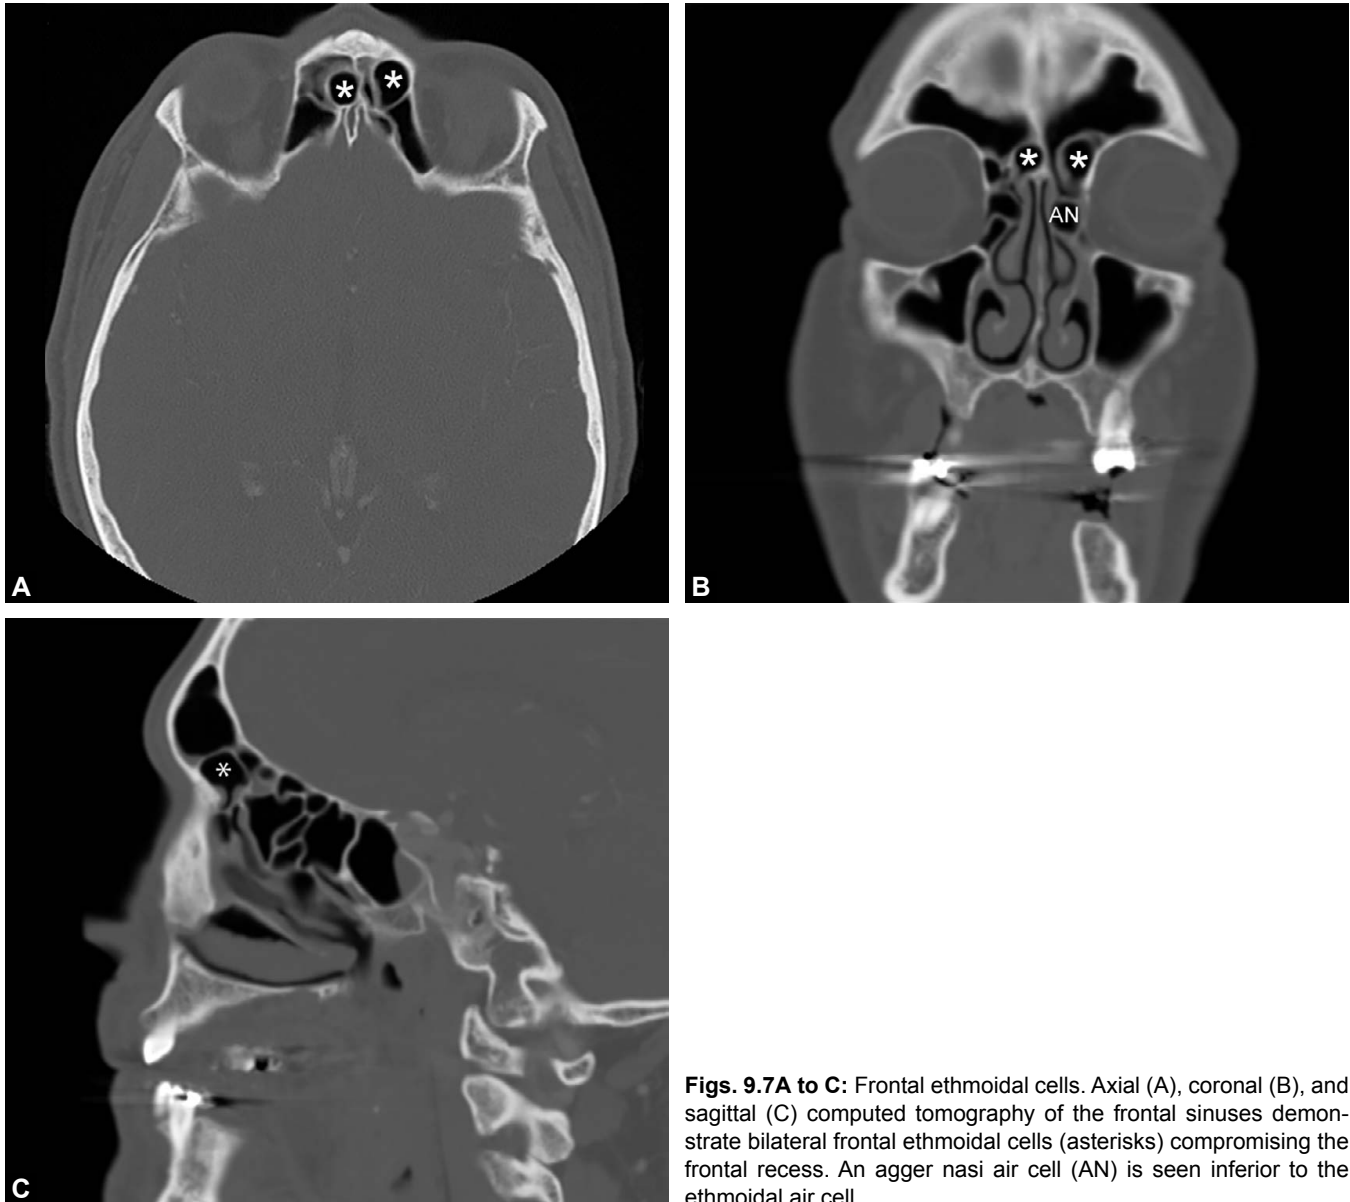 * *
A
* *
AN
B
*
C
Figs. 9.7A to C: Frontal ethmoidal cells. Axial (A), coronal (B), and
sagittal (C) computed tomography of the frontal sinuses demon-
strate bilateral frontal ethmoidal cells (asterisks) compromising the
frontal recess. An agger nasi air cell (AN) is seen inferior to the
ethmoidal air cell